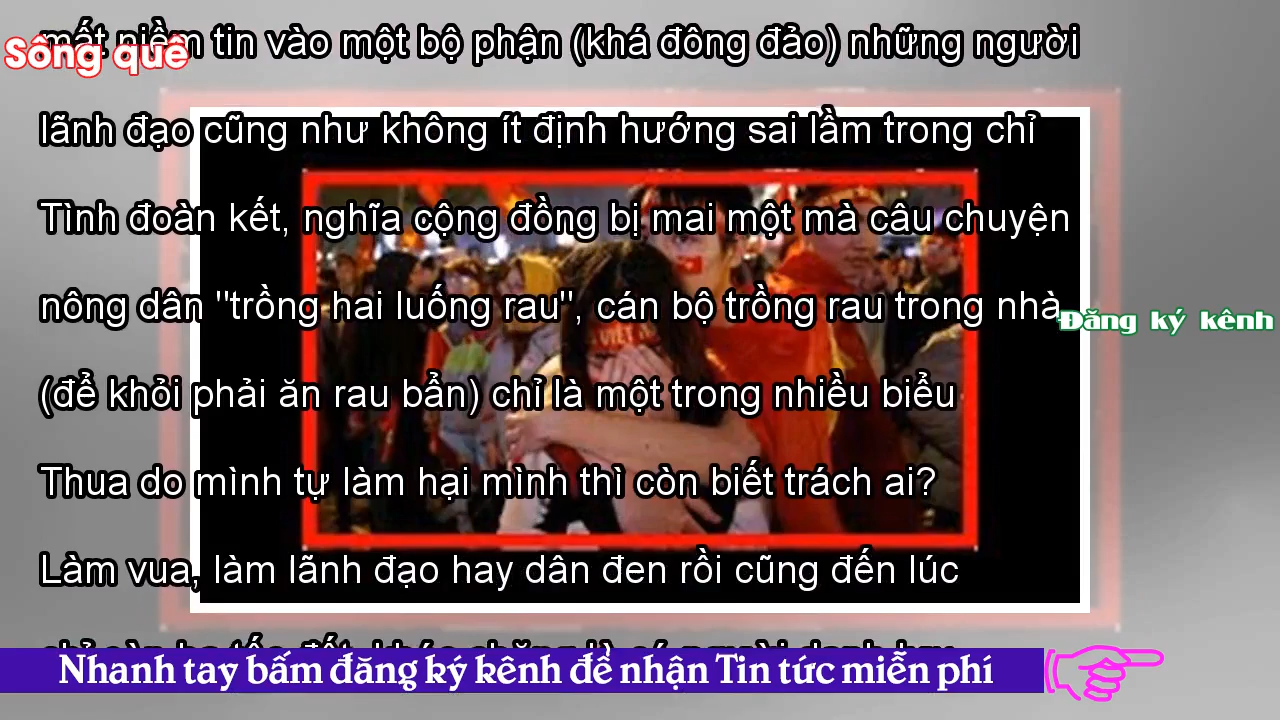 mất niềm tin vào một bộ phận (khá đông đảo) những người
Sông quê
lãnh đạo cũng như không ít định hướng sai lầm trong chỉ
Tình đoàn kết, nghĩa cộng đồng bị mai một mà câu chuyện
nông dân "trồng hai luống rau", cán bộ trồng rau trong nhà
Đăng ký kênh
VIỆT
(để khỏi phải ăn rau bẩn) chỉ là một trong nhiều biểu
Thua do mình tự làm hại mình thì còn biết trách ai?
Làm vua, làm lãnh đạo hay dân đen rồi cũng đến lúc
Nhanh tay bấm đăng ký kênh để nhận Tin tức miễn phí